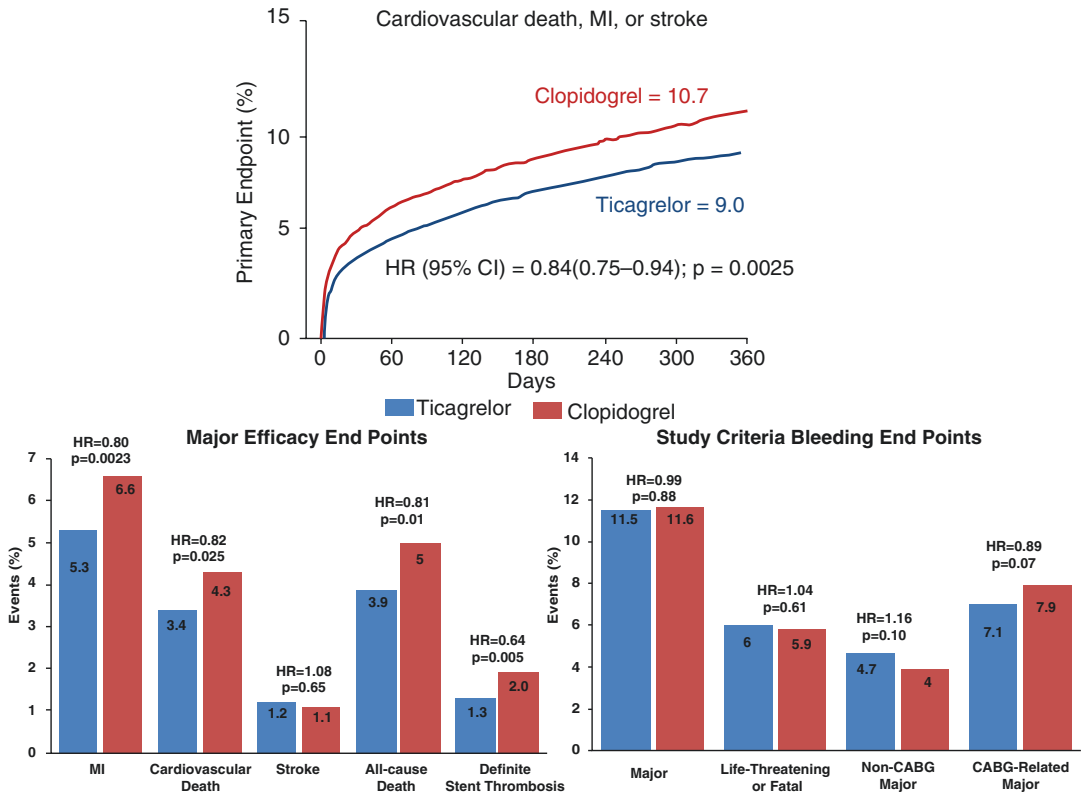 Cardiovascular death, MI, or stroke
15
10
5
0
Primary Endpoint (%)
Clopidogrel = 10.7
Ticagrelor = 9.0
HR (95% CI) = 0.84(0.75–0.94); p = 0.0025
0 60 120 180 240 300 360
Days
Ticagrelor Clopidogrel
Major Efficacy End Points
7
6
5
4
3
2
1
0
Events (%)
HR=0.80
p=0.0023
5.3 6.6
HR=0.82
p=0.025
3.4 4.3
HR=1.08
p=0.65
1.2 1.1
HR=0.81
p=0.01
3.9 5
HR=0.64
p=0.005
1.3 2.0
MI
Cardiovascular
Death
Stroke
All-cause
Death
Definite
Stent Thrombosis
Study Criteria Bleeding End Points
14
12
10
8
6
4
2
0
Events (%)
HR=0.99
p=0.88
11.5 11.6
HR=1.04
p=0.61
6 5.9
HR=1.16
p=0.10
4.7 4
HR=0.89
p=0.07
7.1 7.9
Major
Life-Threatening
or Fatal
Non-CABG
Major
CABG-Related
Major